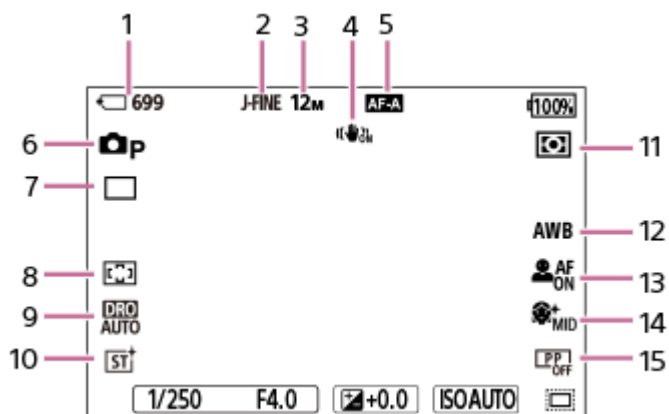 1 2 3 4 5
699 J-FINE 12M AF-A 100%
ON
6 P 11
7
AWB 12
8 AF ON 13
9 DRO AUTO MID 14
10 ST PP OFF 15
1/250 F4.0 +0.0 ISO AUTO